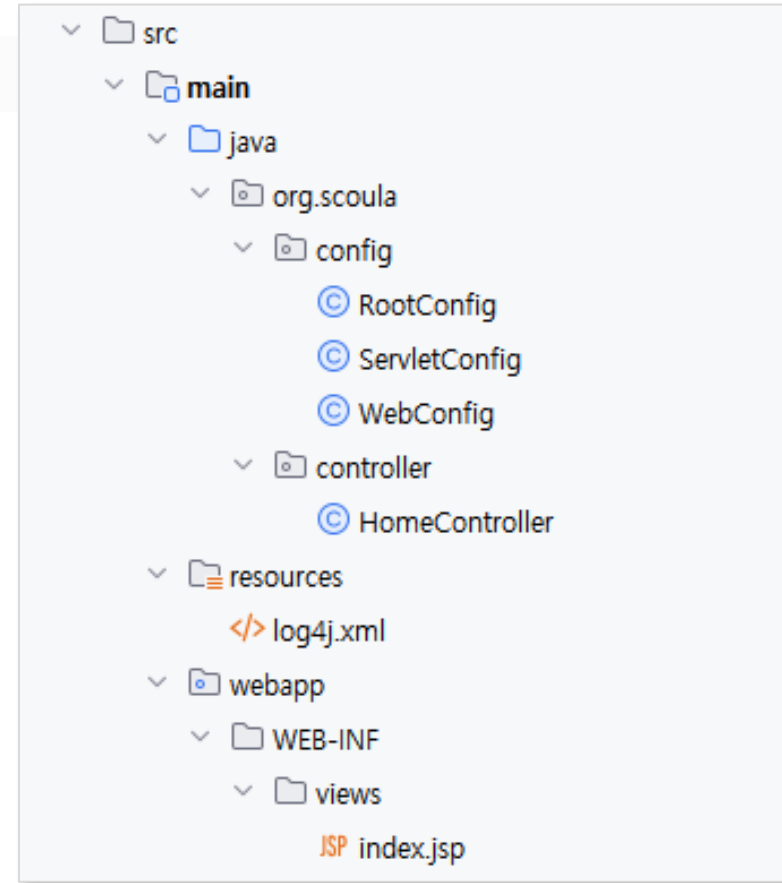 src
main
java
org.scoula
config
RootConfig
ServletConfig
WebConfig
controller
HomeController
resources
log4j.xml
webapp
WEB-INF
views
index.jsp